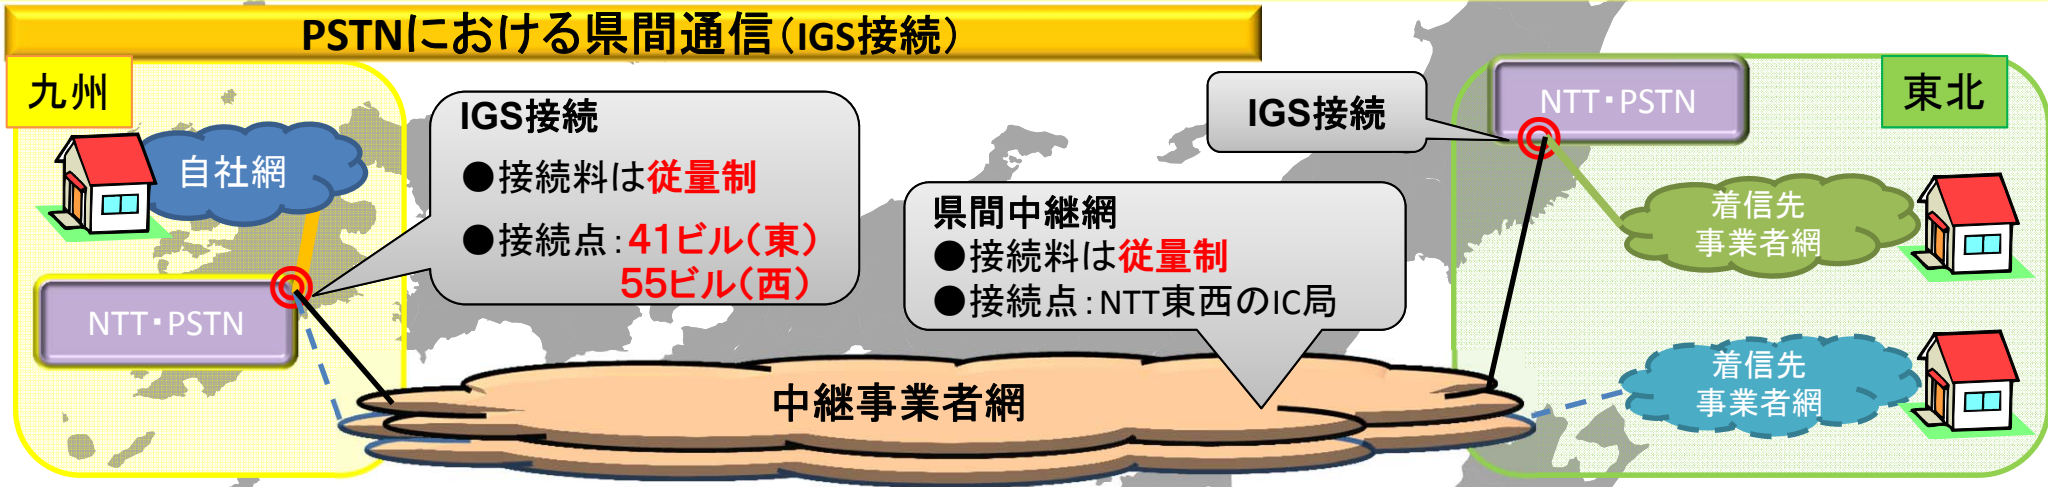 PSTNにおける県間通信(IGS接続)
九州
自社網
NTT・PSTN
IGS接続
●接続料は従量制
●接続点:41ビル(東)
55ビル(西)
県間中継網
●接続料は従量制
●接続点:NTT東西のIC局
中継事業者網
IGS接続
NTT・PSTN
東北
着信先
事業者網
着信先
事業者網